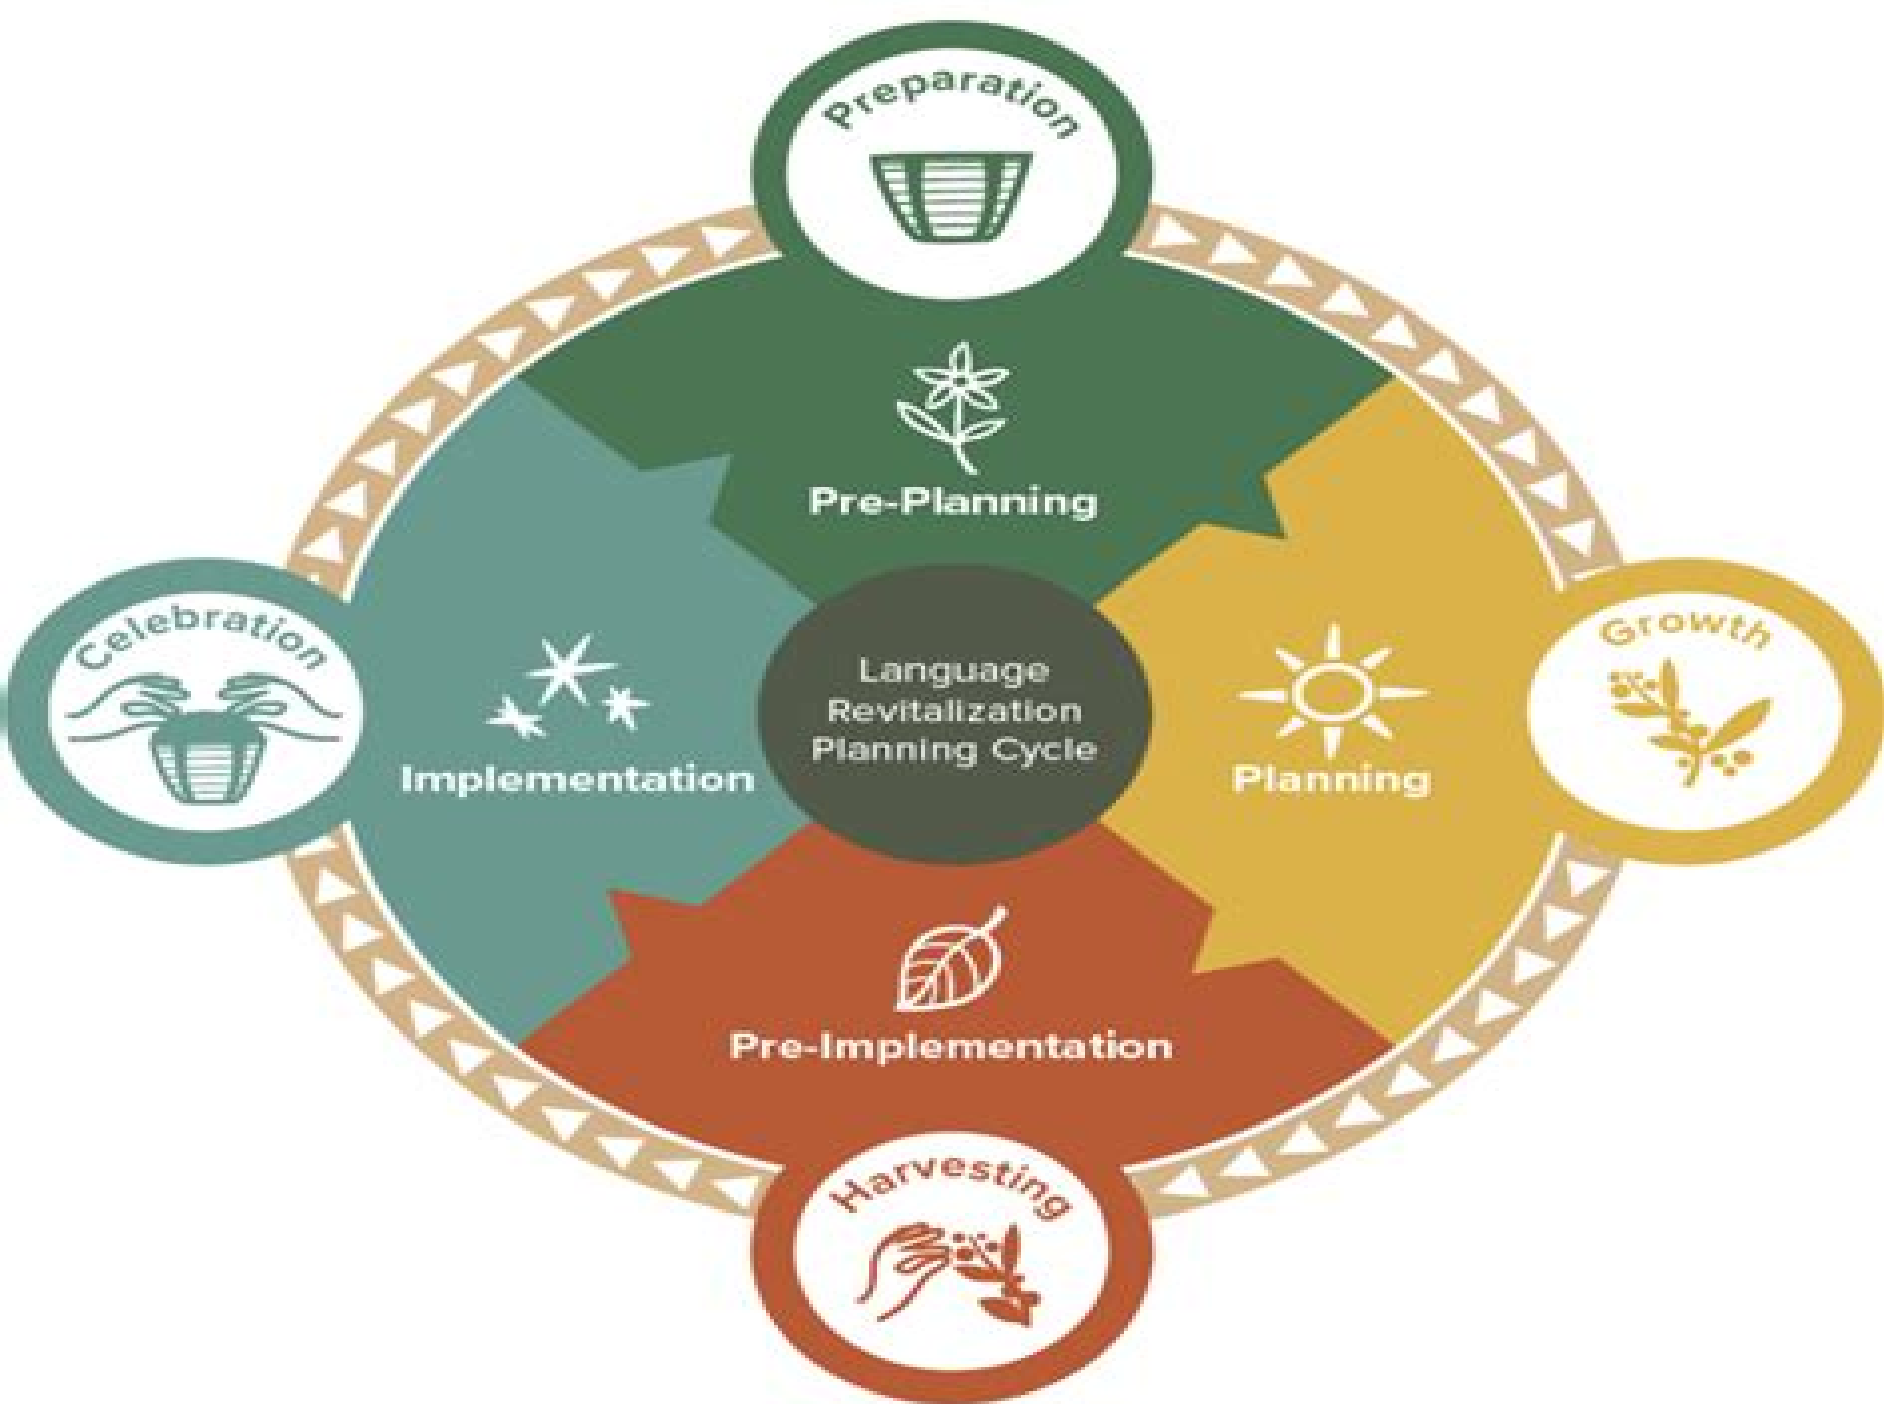 Preparation
Pre-Planning
Growth
Planning
Harvesting
Pre-Implementation
Celebration
Implementation
Language
Revitalization
Planning Cycle